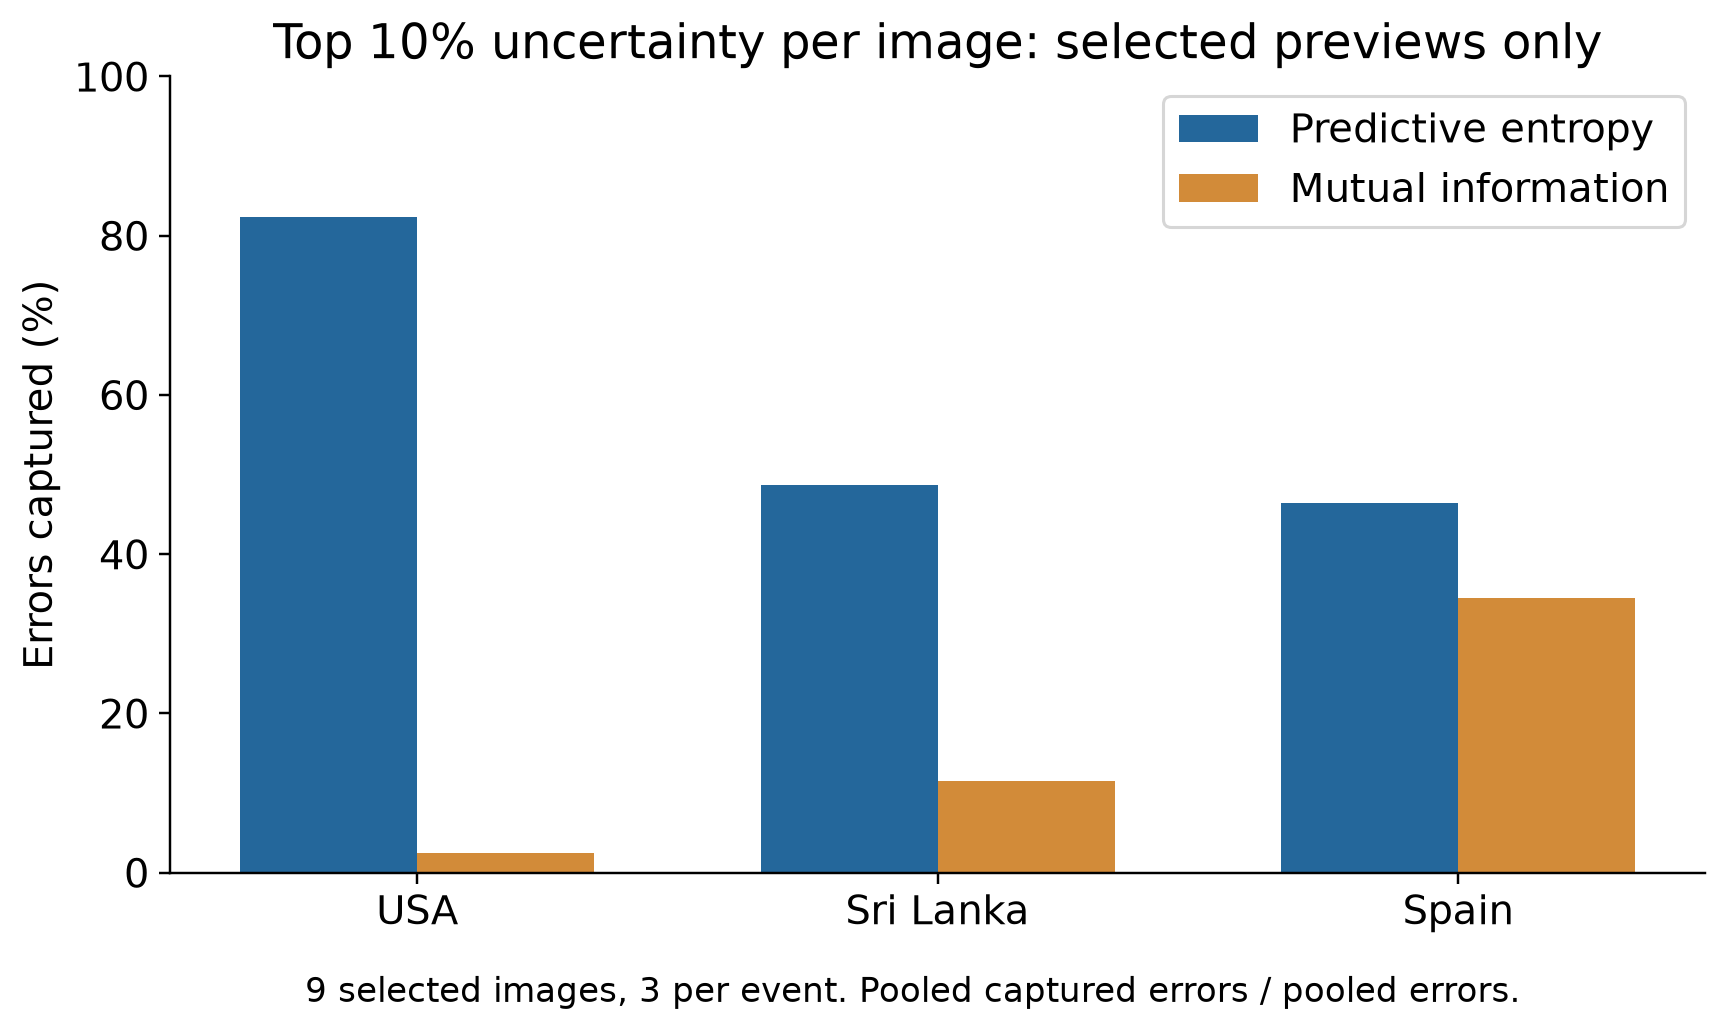 Top 10% uncertainty per image: selected previews only
100
80
60
40
20
0
Errors captured (%)
Predictive entropy
Mutual information
USA
Sri Lanka
Spain
9 selected images, 3 per event. Pooled captured errors / pooled errors.